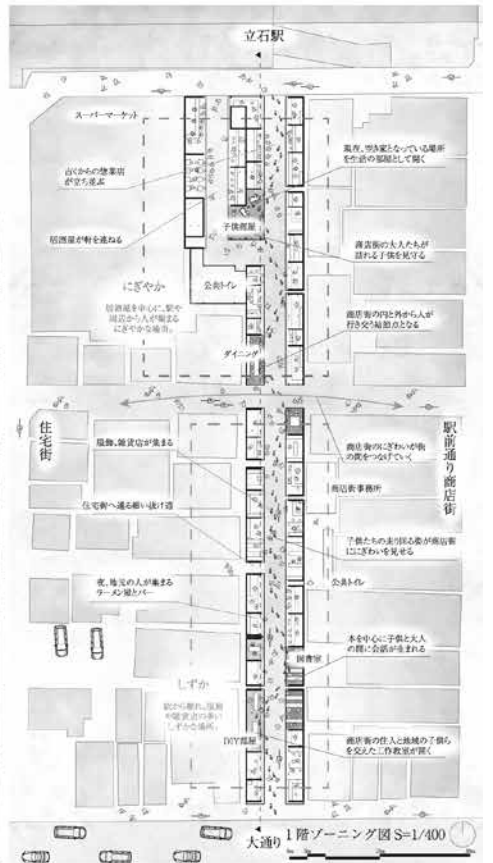 立石駅
スーパーマーケット
古くからの惣菜店
が立ち並ぶ
現在、空き家となっている場所
を生活の部屋として開く
子供部屋
居酒屋が軒を連ねる
商店街の大人たちが
訪れる子供を見守る
公共トイレ
にぎやか
居酒屋を中心に、駅や
周辺から人が集まる
にぎやかな場所。
商店街の内と外から人が
行き交う結節点となる
ダイニング
住宅街
駅前通り商店街
服飾、雑貨店が集まる
商店街のにぎわいが街
の間をつなげていく
商店街事務所
住宅街へ通る細い抜け道
子供たちの走り回る姿が商店街
ににぎわいを見せる
夜、地元の人が集まる
ラーメン屋とバー
公共トイレ
本を中心に子供と大人
の間に会話が生まれる
図書室
しずか
駅から離れ、服飾
や雑貨店の多い
しずかな場所。
DIY部屋
商店街の住人と地域の子供ら
を交えた工作教室が開く
大通り
1階ゾーニング図 S=1/400